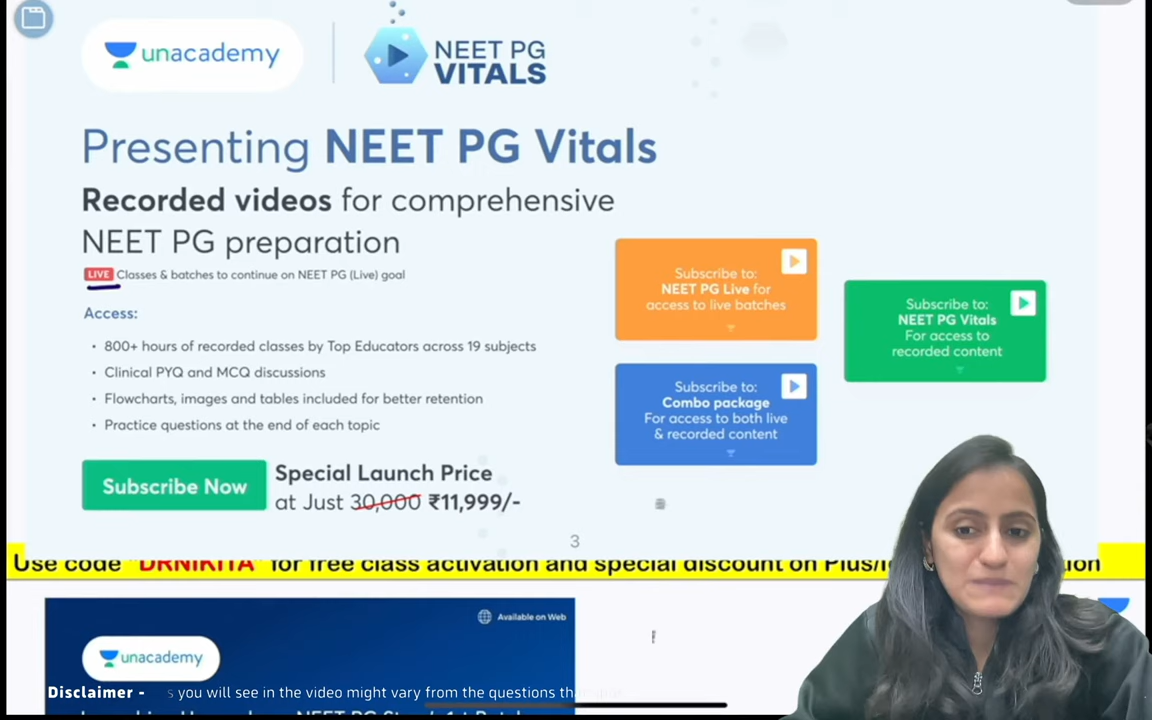 unacademy
NEET PG
VITALS
Presenting NEET PG Vitals
Recorded videos for comprehensive
NEET PG preparation
LIVE Classes & batches to continue on NEET PG (Live) goal
Access:
• 800+ hours of recorded classes by Top Educators across 19 subjects
• Clinical PYQ and MCQ discussions
• Flowcharts, images and tables included for better retention
• Practice questions at the end of each topic
Subscribe Now
Special Launch Price
at Just 30,000 ₹11,999/-
Subscribe to:
NEET PG Live for
access to live batches
Subscribe to:
NEET PG Vitals
For access to
recorded content
Subscribe to:
Combo package
For access to both live
& recorded content
3
Use code "DRNIKITA" for free class activation and special discount on Plus/
Available on Web
unacademy
Disclaimer - s you will see in the video might vary from the questions